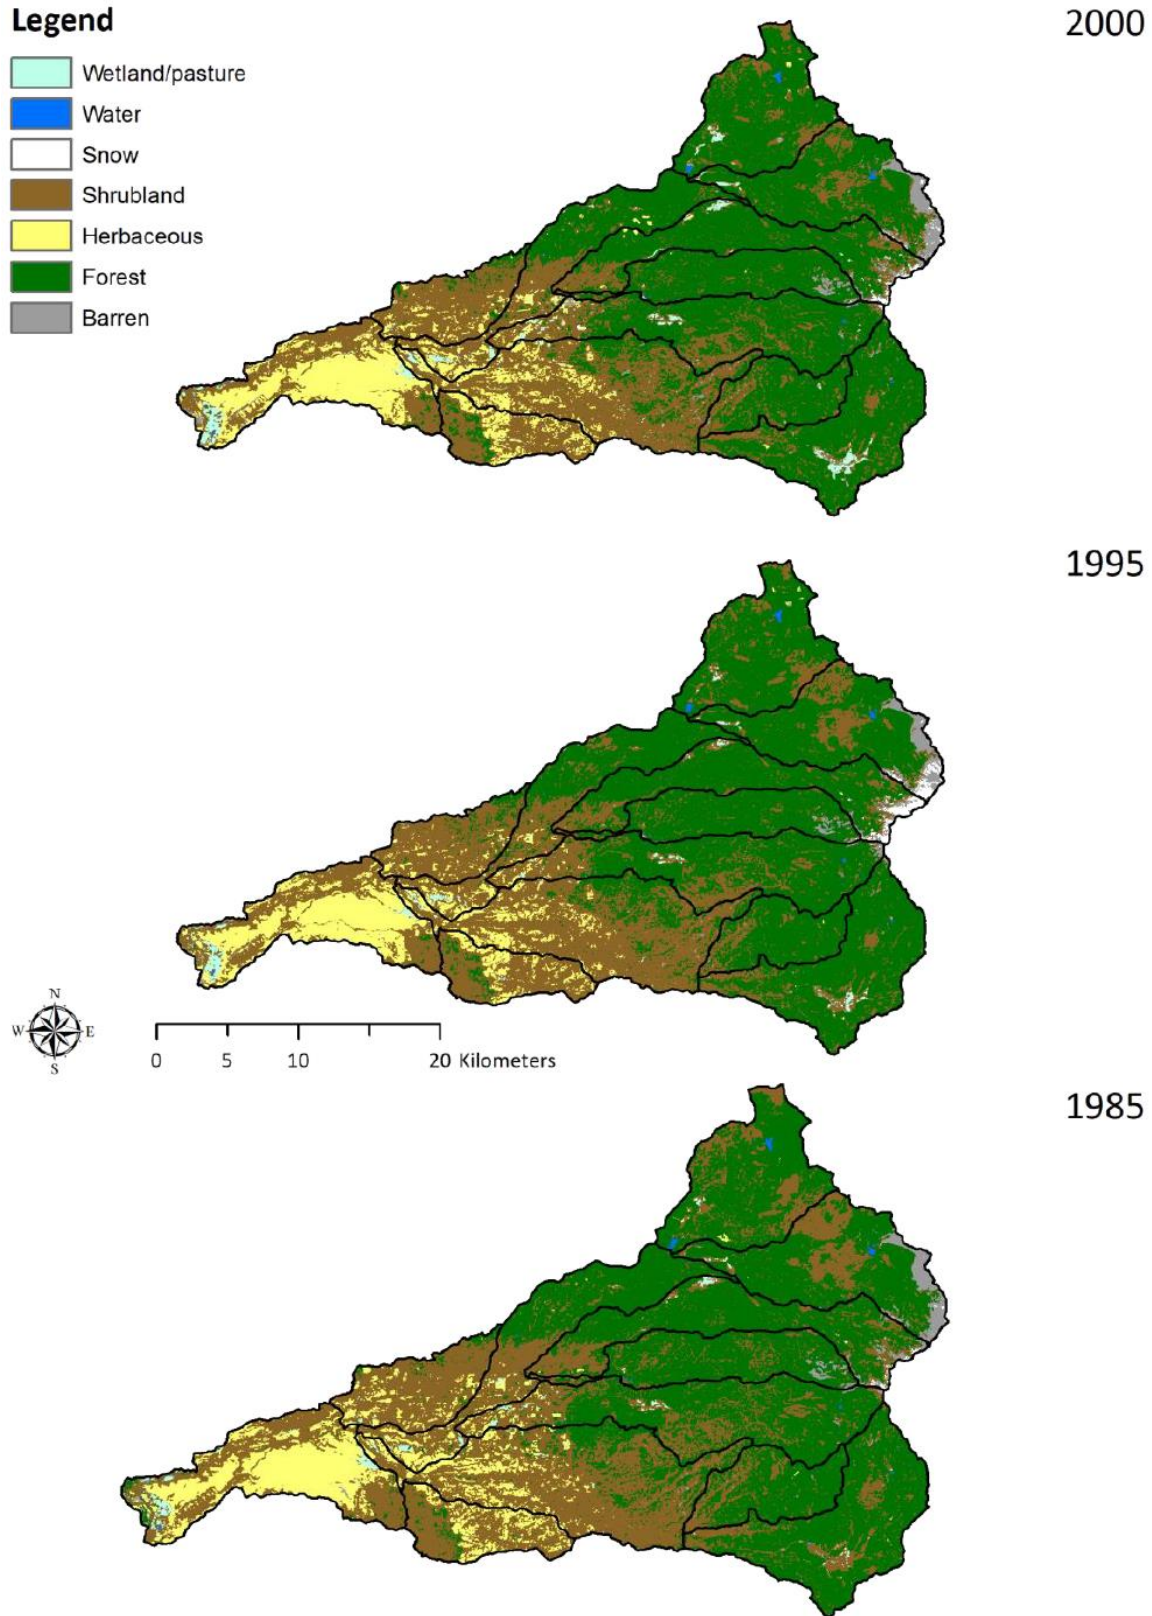 Legend
2000
Wetland/pasture
Water
Snow
Shrubland
Herbaceous
Forest
Barren
1995
N
W E
S
0 5 10 20 Kilometers
1985